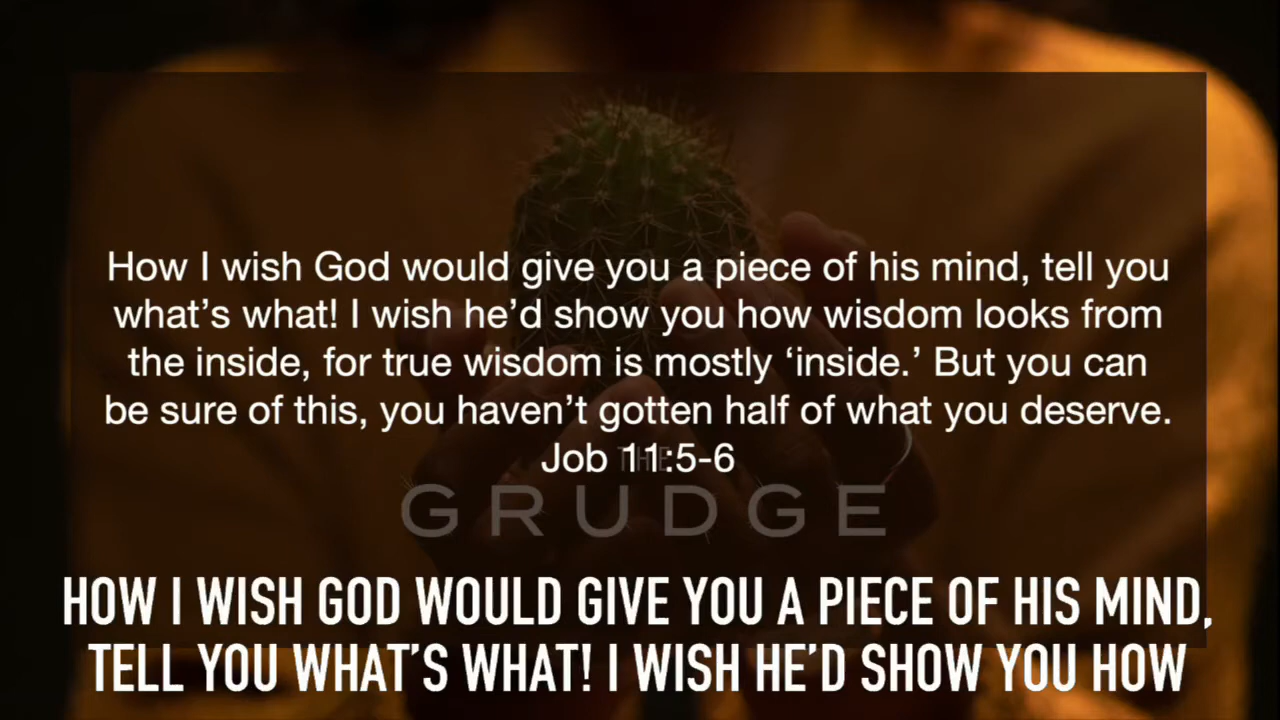 How I wish God would give you a piece of his mind, tell you
what’s what! I wish he’d show you how wisdom looks from
the inside, for true wisdom is mostly ‘inside.’ But you can
be sure of this, you haven’t gotten half of what you deserve.
Job 11:5-6
THE
GRUDGE
HOW I WISH GOD WOULD GIVE YOU A PIECE OF HIS MIND,
TELL YOU WHAT’S WHAT! I WISH HE’D SHOW YOU HOW